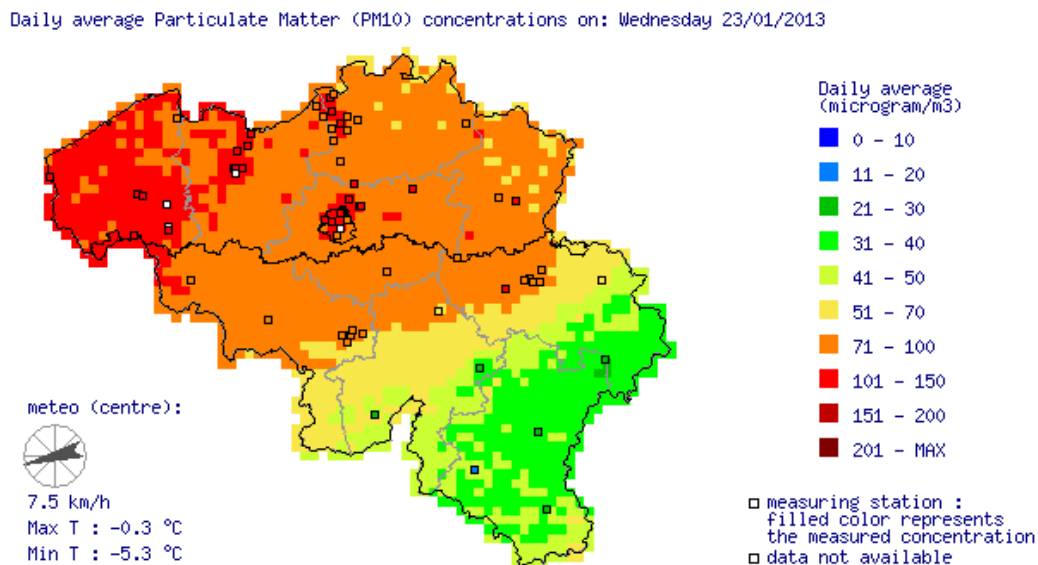 Daily average Particulate Matter (PM10) concentrations on: Wednesday 23/01/2013
Daily average
(microgram/m3)
0 - 10
11 - 20
21 - 30
31 - 40
41 - 50
51 - 70
71 - 100
101 - 150
151 - 200
201 - MAX
meteo (centre):
7.5 km/h
Max T : -0.3 °C
Min T : -5.3 °C
measuring station :
filled color represents
the measured concentration
data not available